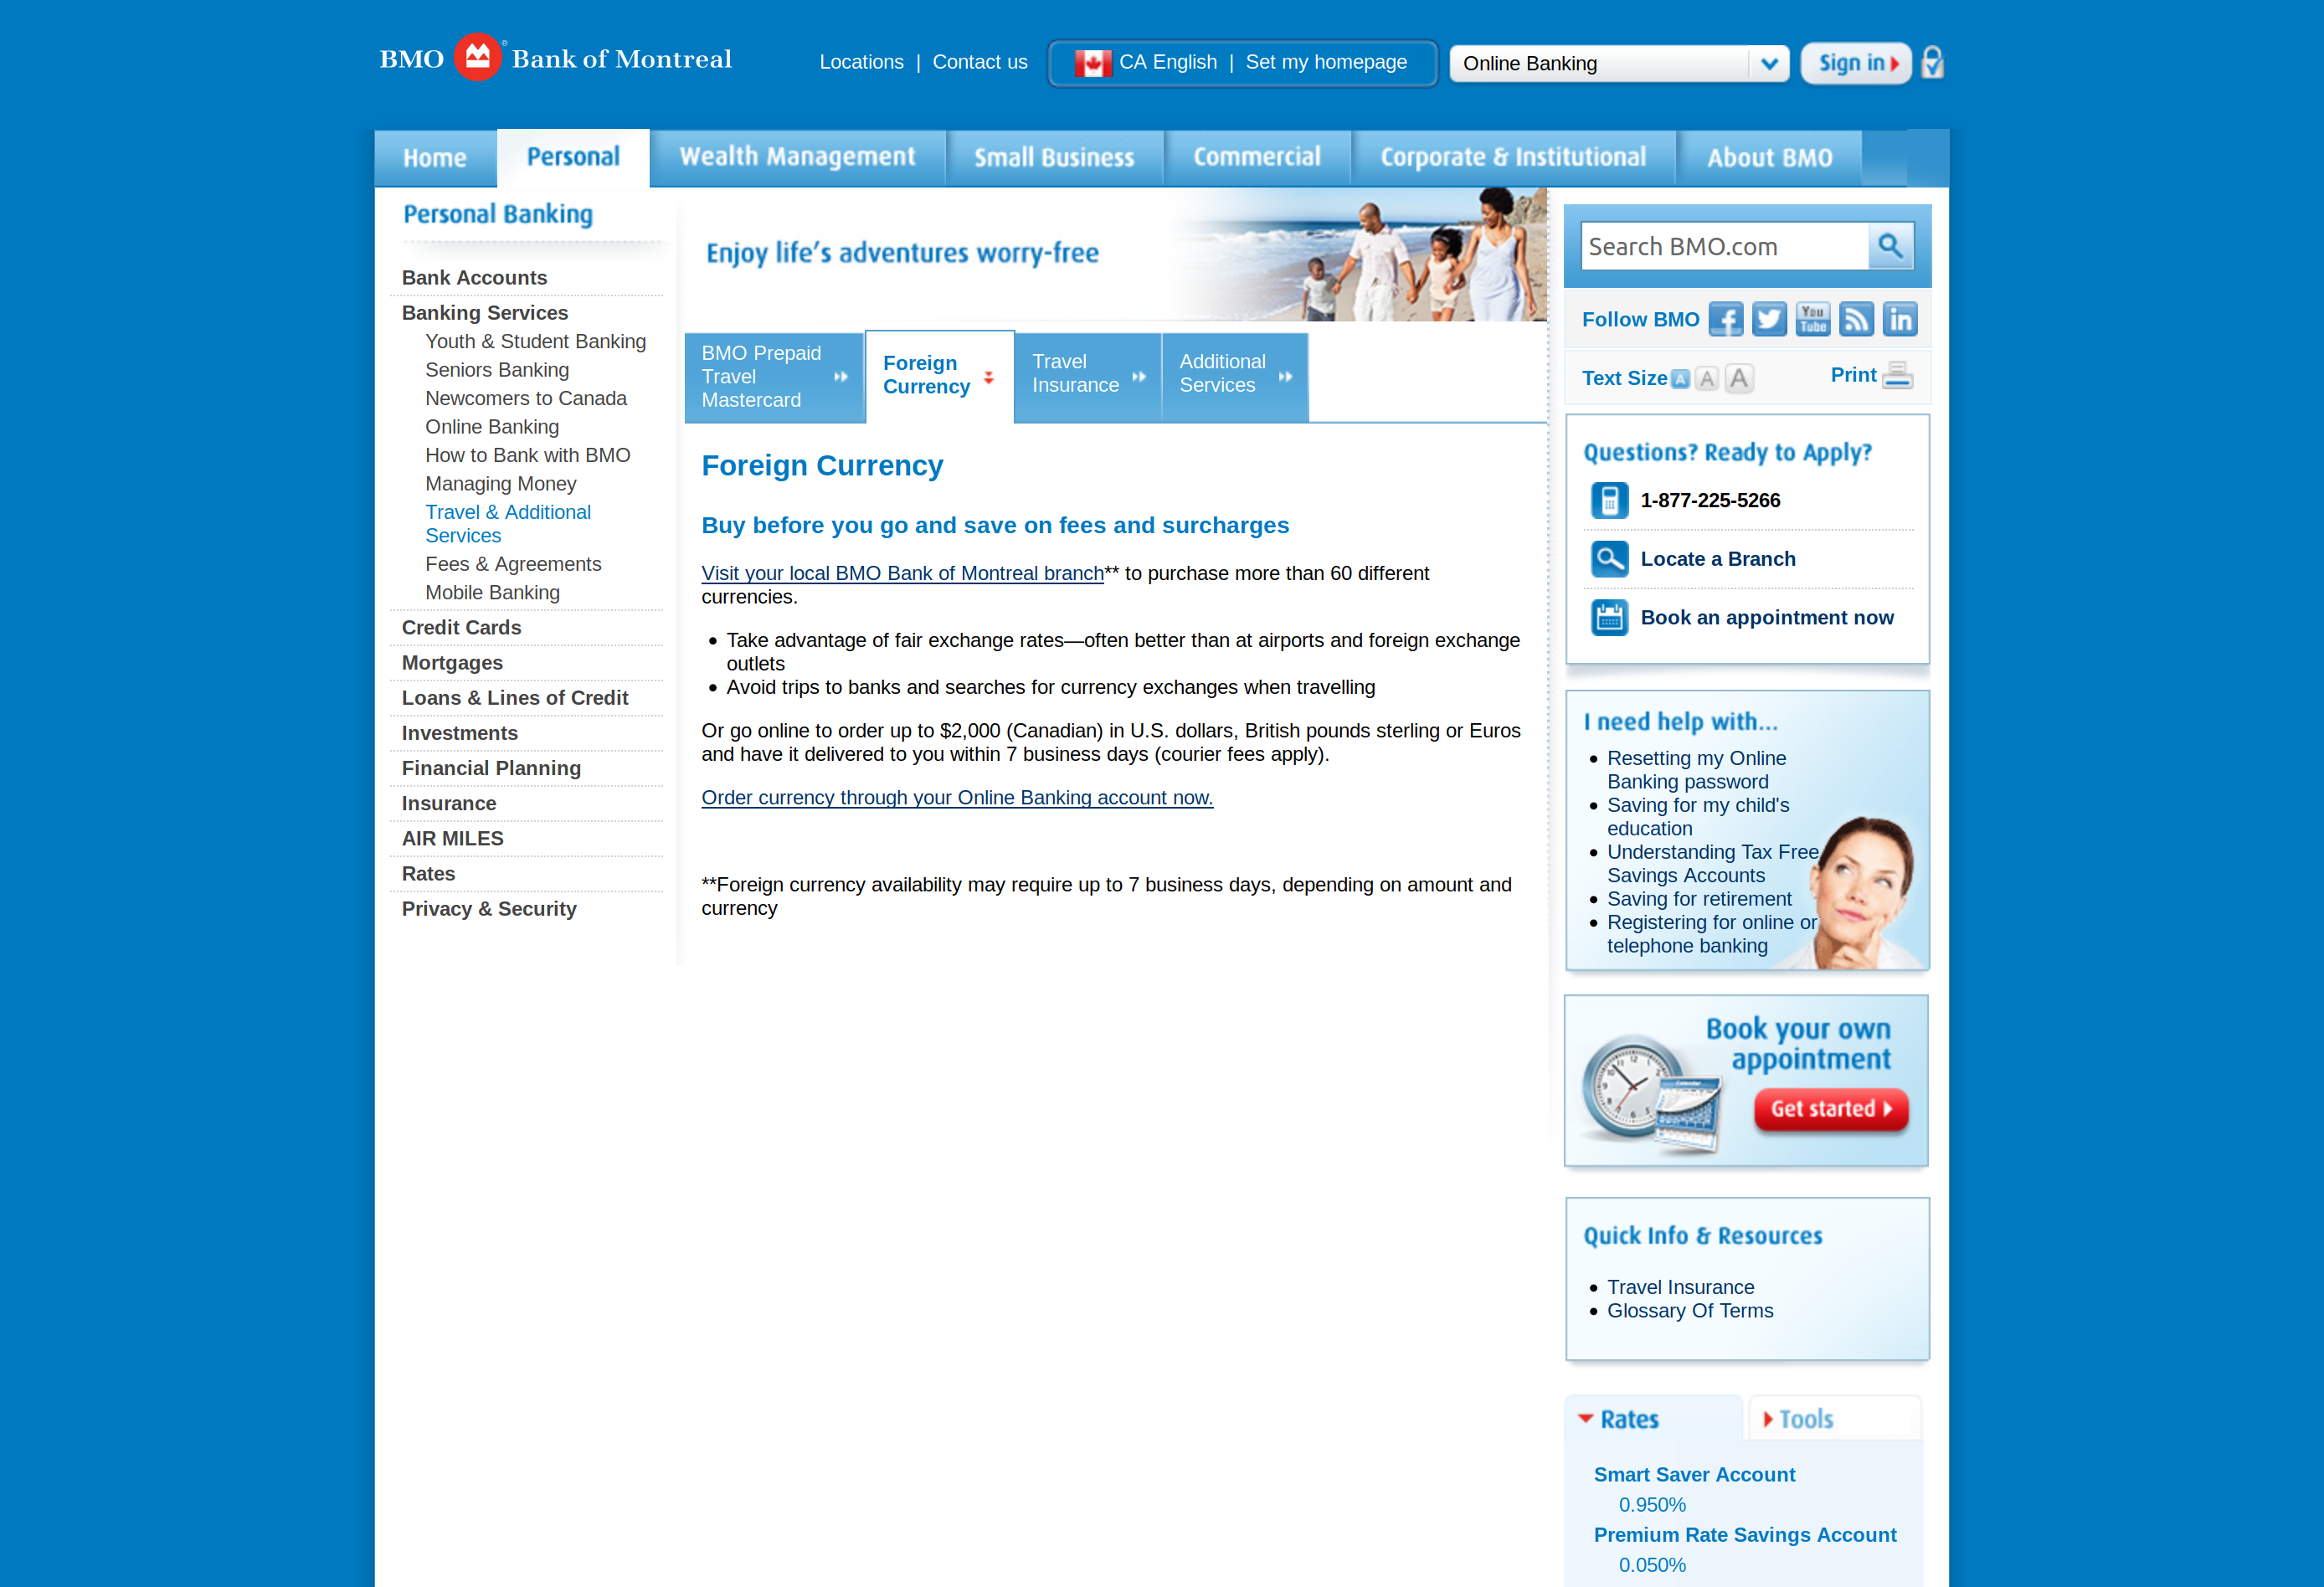 BMO Bank of Montreal
Locations | Contact us
CA English | Set my homepage
Online Banking
Sign in
Home
Personal
Wealth Management
Small Business
Commercial
Corporate & Institutional
About BMO
Personal Banking
Bank Accounts
Banking Services
Youth & Student Banking
Seniors Banking
Newcomers to Canada
Online Banking
How to Bank with BMO
Managing Money
Travel & Additional
Services
Fees & Agreements
Mobile Banking
Credit Cards
Mortgages
Loans & Lines of Credit
Investments
Financial Planning
Insurance
AIR MILES
Rates
Privacy & Security
Enjoy life's adventures worry-free
BMO Prepaid
Travel
Mastercard
Foreign
Currency
Travel
Insurance
Additional
Services
Foreign Currency
Buy before you go and save on fees and surcharges
Visit your local BMO Bank of Montreal branch** to purchase more than 60 different
currencies.
Take advantage of fair exchange rates—often better than at airports and foreign exchange
outlets
Avoid trips to banks and searches for currency exchanges when travelling
Or go online to order up to $2,000 (Canadian) in U.S. dollars, British pounds sterling or Euros
and have it delivered to you within 7 business days (courier fees apply).
Order currency through your Online Banking account now.
**Foreign currency availability may require up to 7 business days, depending on amount and
currency
Search BMO.com
Follow BMO
You
Tube
in
Text Size A A A
Print
Questions? Ready to Apply?
1-877-225-5266
Locate a Branch
Book an appointment now
I need help with...
Resetting my Online
Banking password
Saving for my child's
education
Understanding Tax Free
Savings Accounts
Saving for retirement
Registering for online or
telephone banking
Book your own
appointment
Get started
Quick Info & Resources
Travel Insurance
Glossary Of Terms
Rates
Tools
Smart Saver Account
0.950%
Premium Rate Savings Account
0.050%